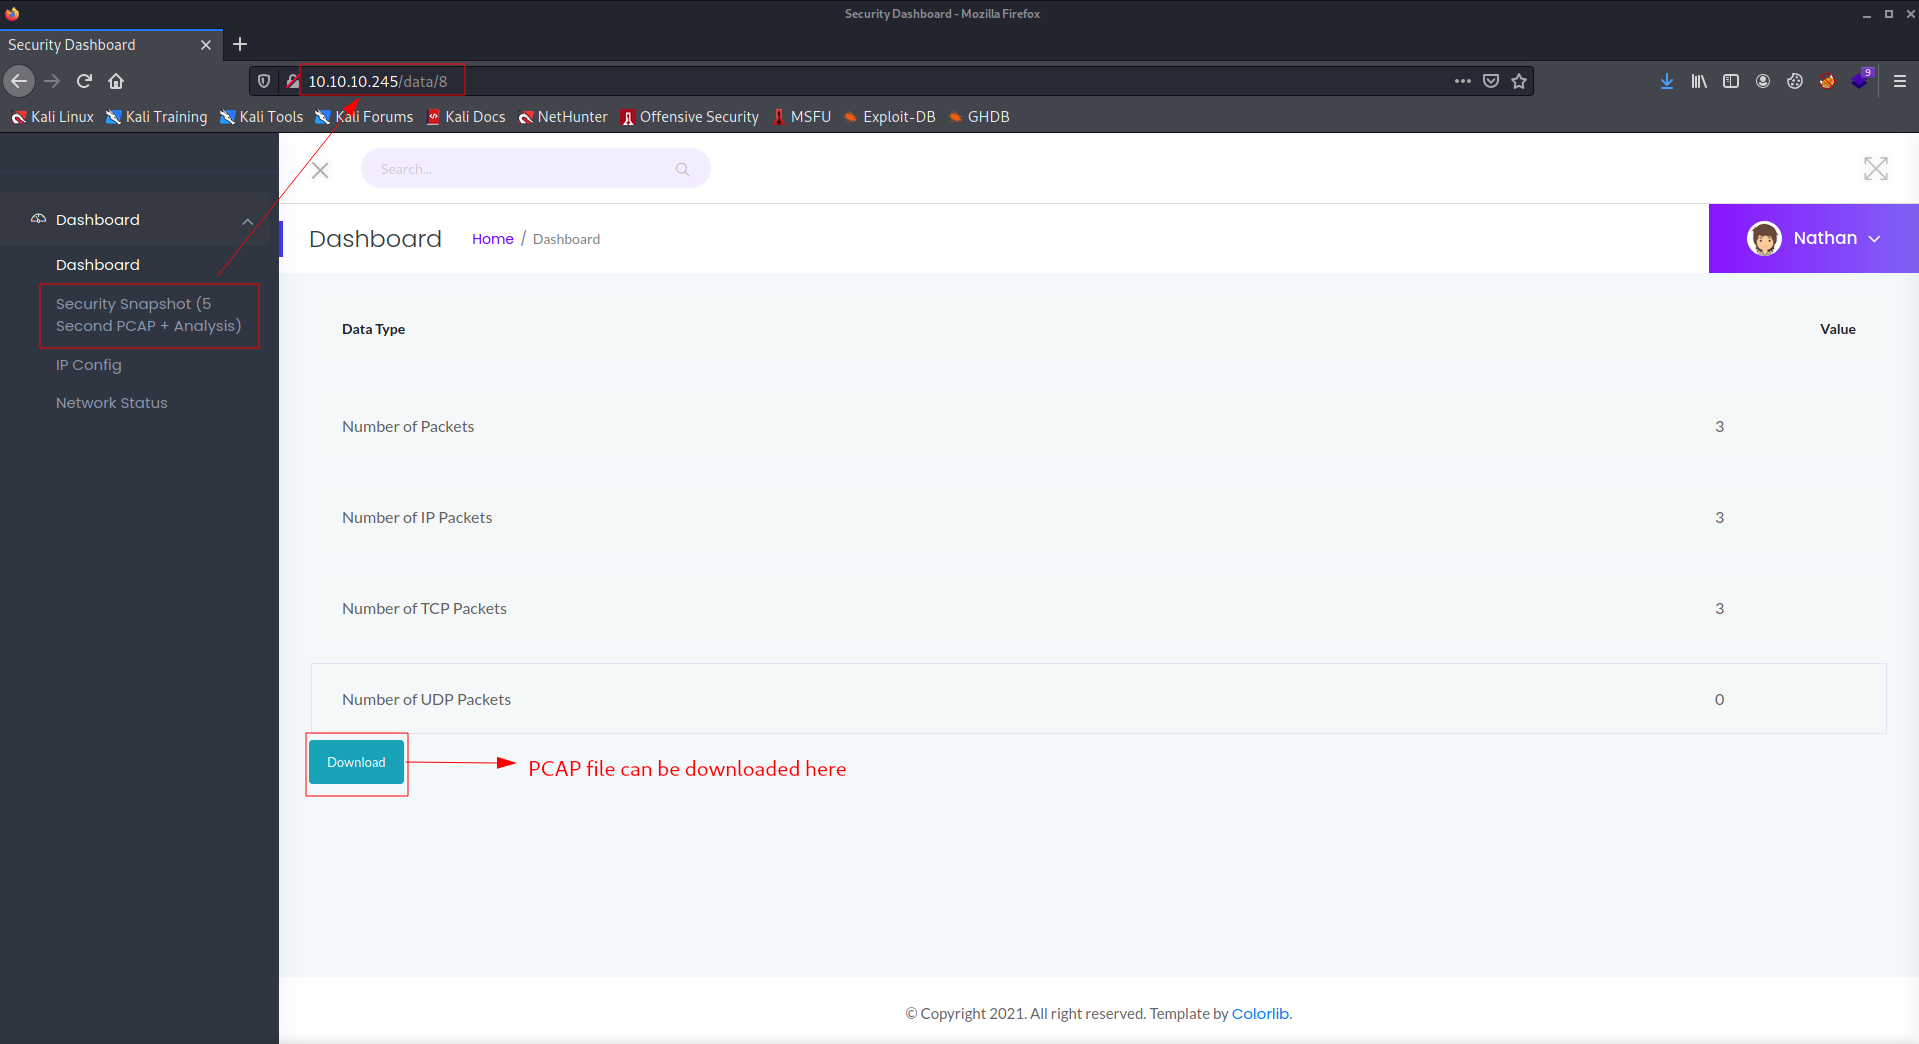 Security Dashboard - Mozilla Firefox
Security Dashboard
10.10.10.245/data/8
9
Kali Linux Kali Training Kali Tools Kali Forums Kali Docs NetHunter Offensive Security MSFU Exploit-DB GHDB
Search...
Dashboard
Dashboard
Security Snapshot (5
Second PCAP + Analysis)
IP Config
Network Status
Dashboard Home / Dashboard
Nathan
Data Type Value
Number of Packets 3
Number of IP Packets 3
Number of TCP Packets 3
Number of UDP Packets 0
Download
PCAP file can be downloaded here
© Copyright 2021. All right reserved. Template by Colorlib.